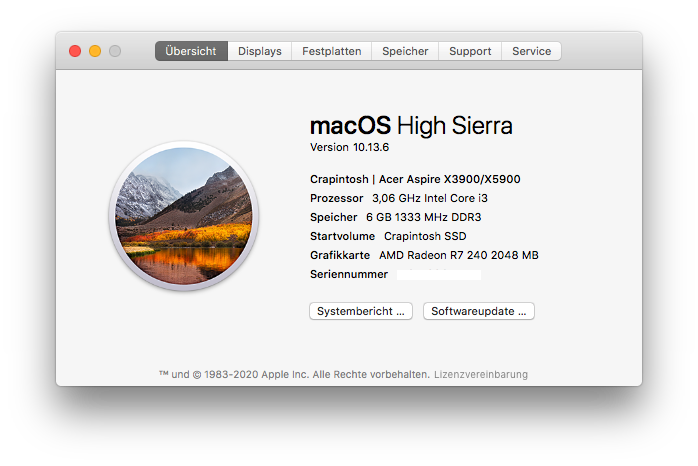 Übersicht Displays Festplatten Speicher Support Service
macOS High Sierra
Version 10.13.6
Crapintosh | Acer Aspire X3900/X5900
Prozessor 3,06 GHz Intel Core i3
Speicher 6 GB 1333 MHz DDR3
Startvolume Crapintosh SSD
Grafikkarte AMD Radeon R7 240 2048 MB
Seriennummer
Systembericht ... Softwareupdate ...
™ und © 1983-2020 Apple Inc. Alle Rechte vorbehalten. Lizenzvereinbarung